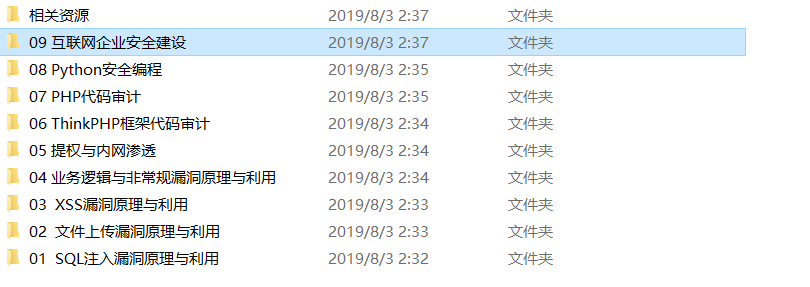 相关资源 2019/8/3 2:37 文件夹
09 互联网企业安全建设 2019/8/3 2:37 文件夹
08 Python安全编程 2019/8/3 2:35 文件夹
07 PHP代码审计 2019/8/3 2:35 文件夹
06 ThinkPHP框架代码审计 2019/8/3 2:34 文件夹
05 提权与内网渗透 2019/8/3 2:34 文件夹
04 业务逻辑与非常规漏洞原理与利用 2019/8/3 2:34 文件夹
03  XSS漏洞原理与利用 2019/8/3 2:33 文件夹
02  文件上传漏洞原理与利用 2019/8/3 2:33 文件夹
01  SQL注入漏洞原理与利用 2019/8/3 2:32 文件夹